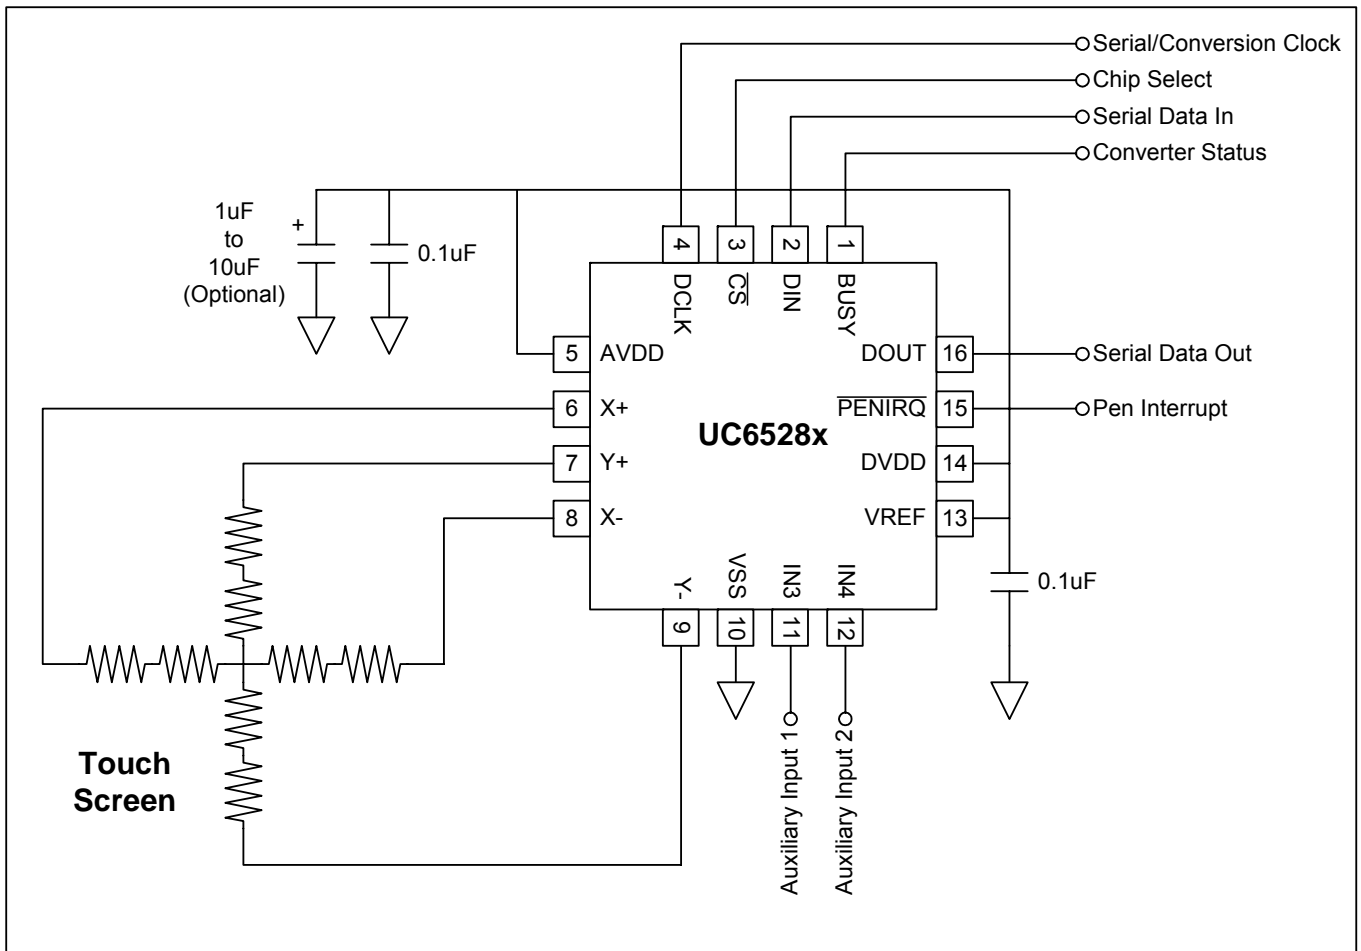 Serial/Conversion Clock
Chip Select
Serial Data In
Converter Status
1uF
to
10uF
(Optional)
+
0.1uF
4
3
2
1
DCLK
CS
DIN
BUSY
5
AVDD
DOUT
16
Serial Data Out
6
X+
PENIRQ
15
Pen Interrupt
UC6528x
7
Y+
DVDD
14
8
X-
VREF
13
Y-
VSS
IN3
IN4
0.1uF
9
10
11
12
Touch
Screen
Auxiliary Input 1
Auxiliary Input 2